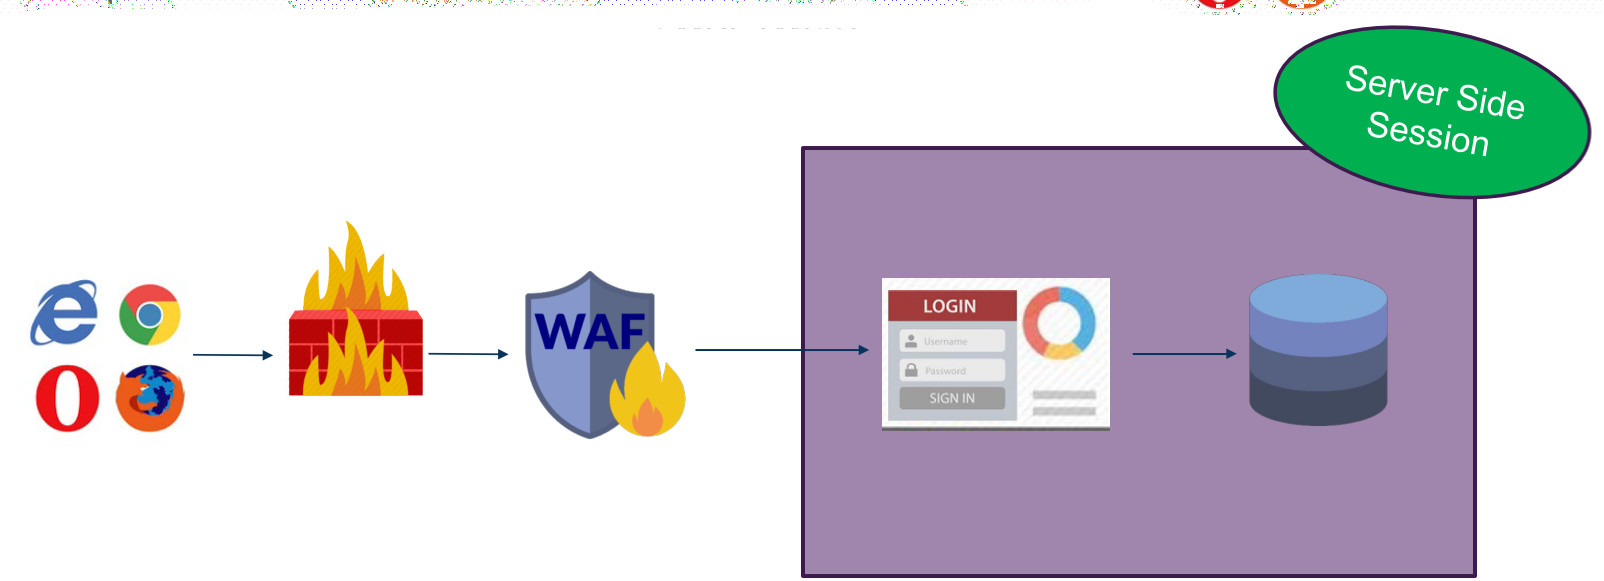 Server Side
Session
WAF
LOGIN
Username
Password
SIGN IN